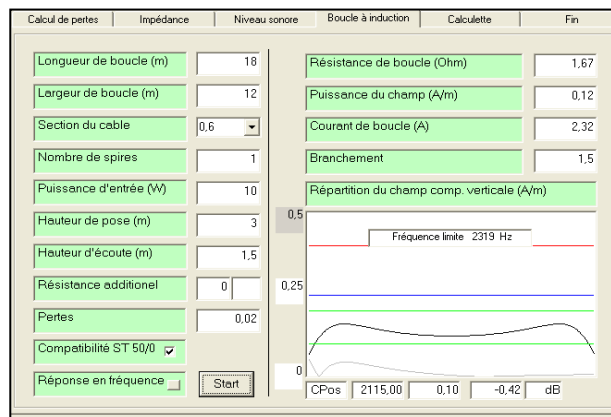 Calcul de pertes Impédance Niveau sonore Boucle à induction Calculette Fin
Longueur de boucle (m) 18
Largeur de boucle (m) 12
Section du cable 0,6
Nombre de spires 1
Puissance d'entrée (W) 10
Hauteur de pose (m) 3
Hauteur d'écoute (m) 1,5
Résistance additionel 0
Pertes 0,02
Compatibilité ST 50/0
Réponse en fréquence Start
Résistance de boucle (Ohm) 1,67
Puissance du champ (A/m) 0,12
Courant de boucle (A) 2,32
Branchement 1,5
Répartition du champ comp. verticale (A/m)
0,5
Fréquence limite 2319 Hz
0,25
0
CPos 2115,00 0,10 -0,42 dB